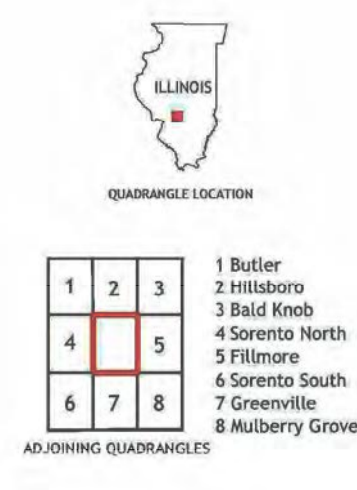 ILLINOIS
QUADRANGLE LOCATION
1 2 3
4 5
6 7 8
ADJOINING QUADRANGLES
1 Butler
2 Hillsboro
3 Bald Knob
4 Sorento North
5 Fillmore
6 Sorento South
7 Greenville
8 Mulberry Grove